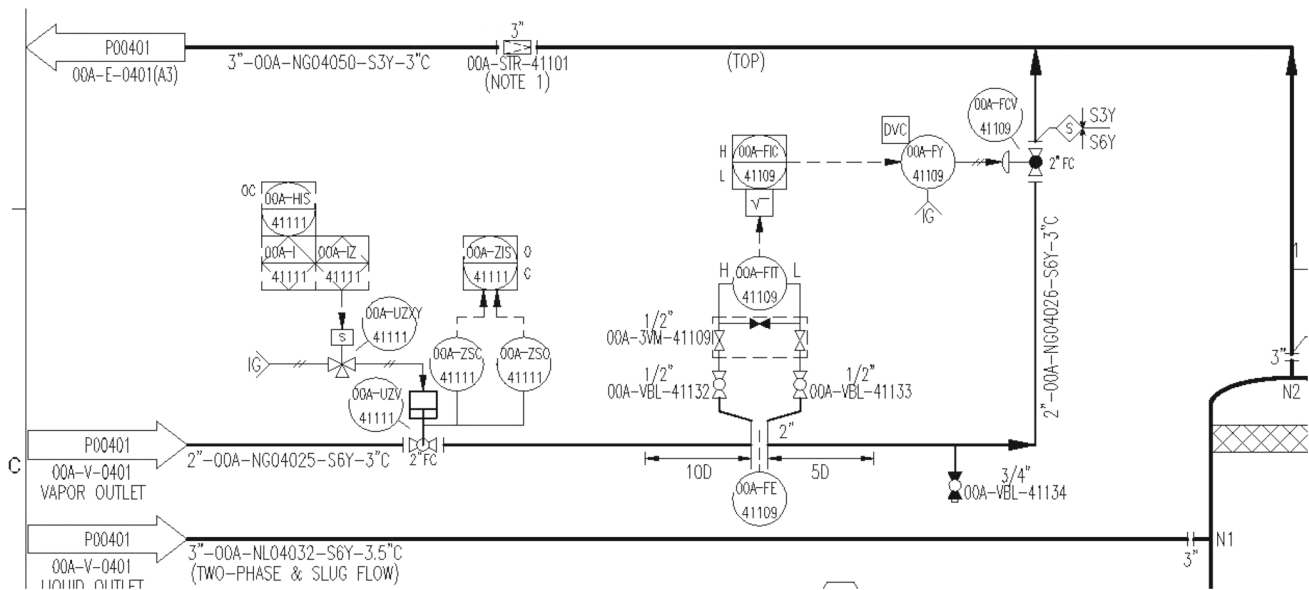 P00401
00A-E-0401(A3)
3"-00A-NG04050-S3Y-3"C
3"
00A-STR-41101
(NOTE 1)
(TOP)
00A-FCV
41109
S
S3Y
S6Y
2" FC
DVC
00A-FY
41109
IG
H
L
00A-FIC
41109
√
OC
00A-HIS
41111
00A-I
41111
00A-IZ
41111
00A-ZIS
41111
O
C
H
00A-FIT
41109
L
2"-00A-NG04026-S6Y-3"C
1
S
00A-UZXY
41111
IG
00A-ZSC
41111
00A-ZSO
41111
1/2"
00A-3VM-41109
1/2"
00A-VBL-41132
1/2"
00A-VBL-41133
00A-UZV
41111
2" FC
3"
N2
P00401
00A-V-0401
VAPOR OUTLET
2"-00A-NG04025-S6Y-3"C
2"
10D
5D
00A-FE
41109
3/4"
00A-VBL-41134
C
P00401
00A-V-0401
LIQUID OUTLET
3"-00A-NL04032-S6Y-3.5"C
(TWO-PHASE & SLUG FLOW)
3"
N1